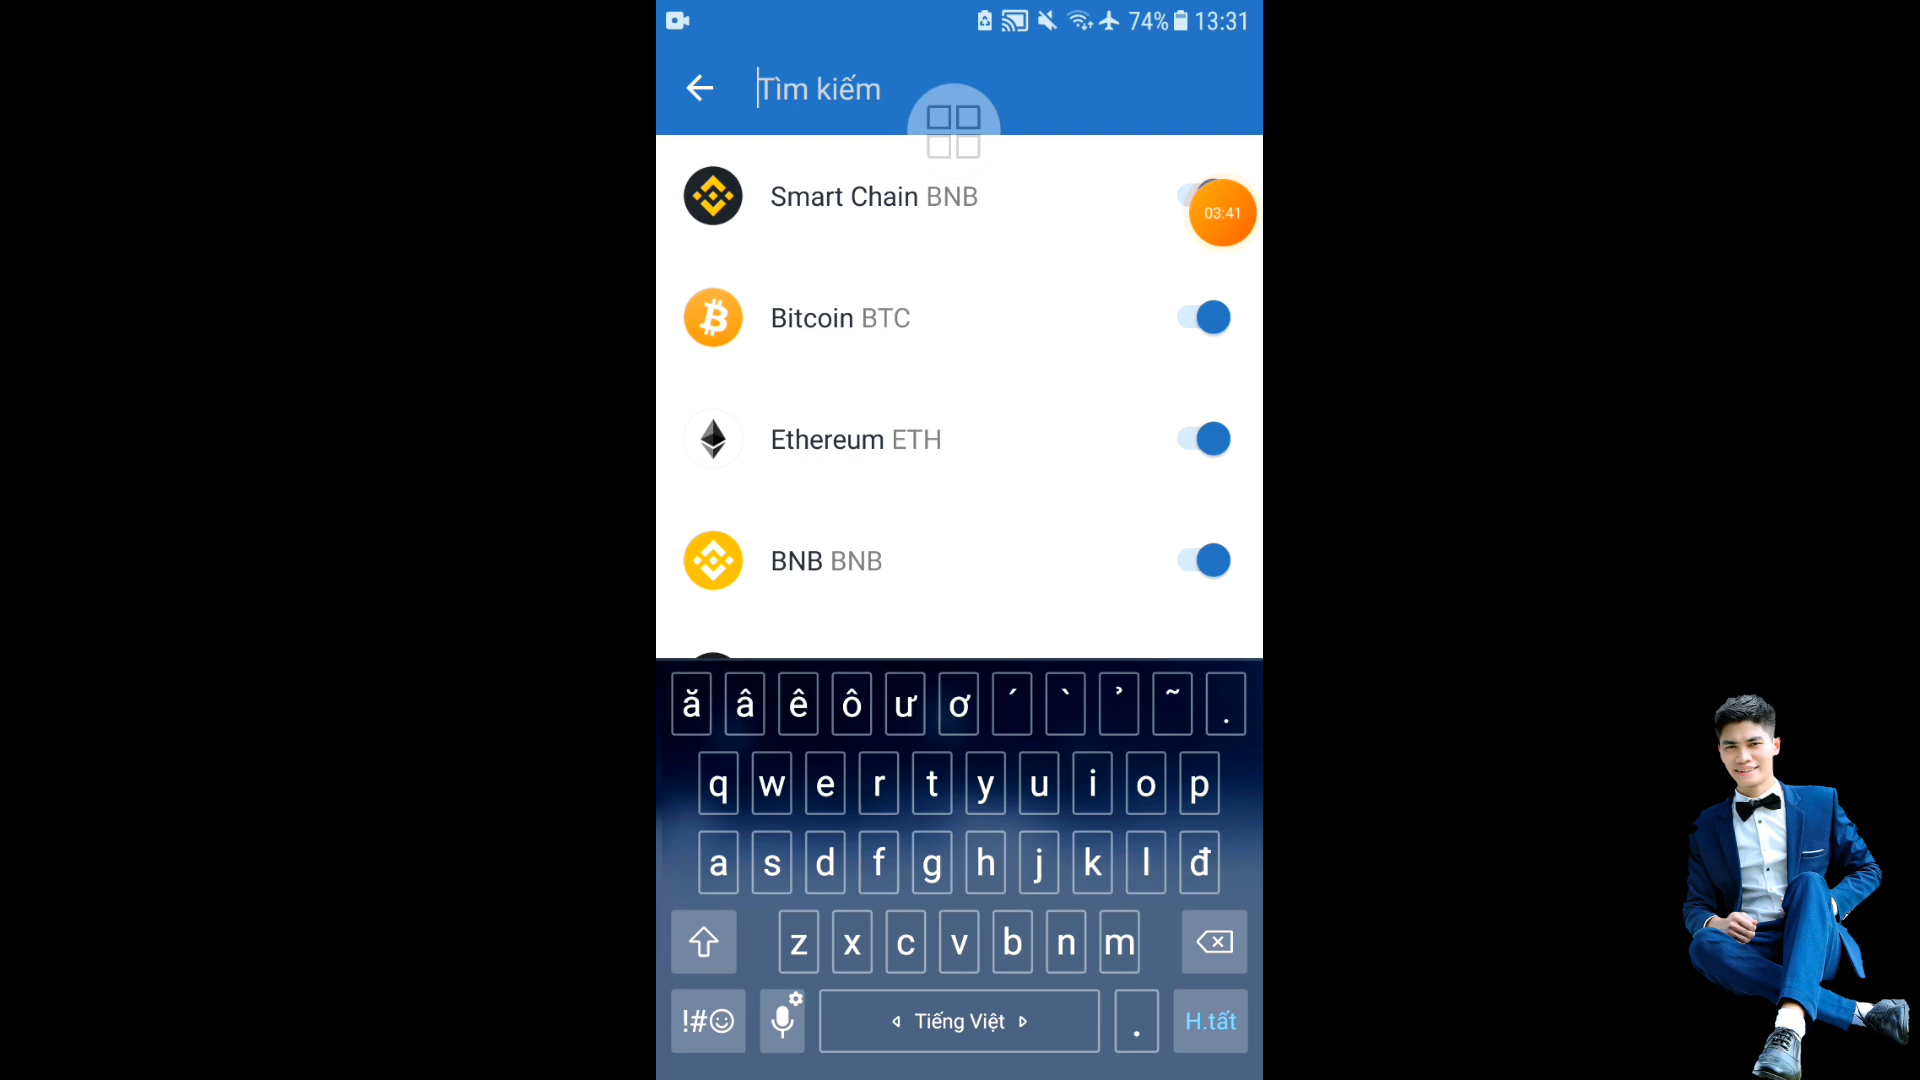 74% 13:31
Tìm kiếm
Smart Chain BNB
03:41
Bitcoin BTC
Ethereum ETH
BNB BNB
ă â ê ô ư ơ ́ ̀ ̉ ̃ .
q w e r t y u i o p
a s d f g h j k l đ
z x c v b n m
!#☺ Tiếng Việt . H.tất